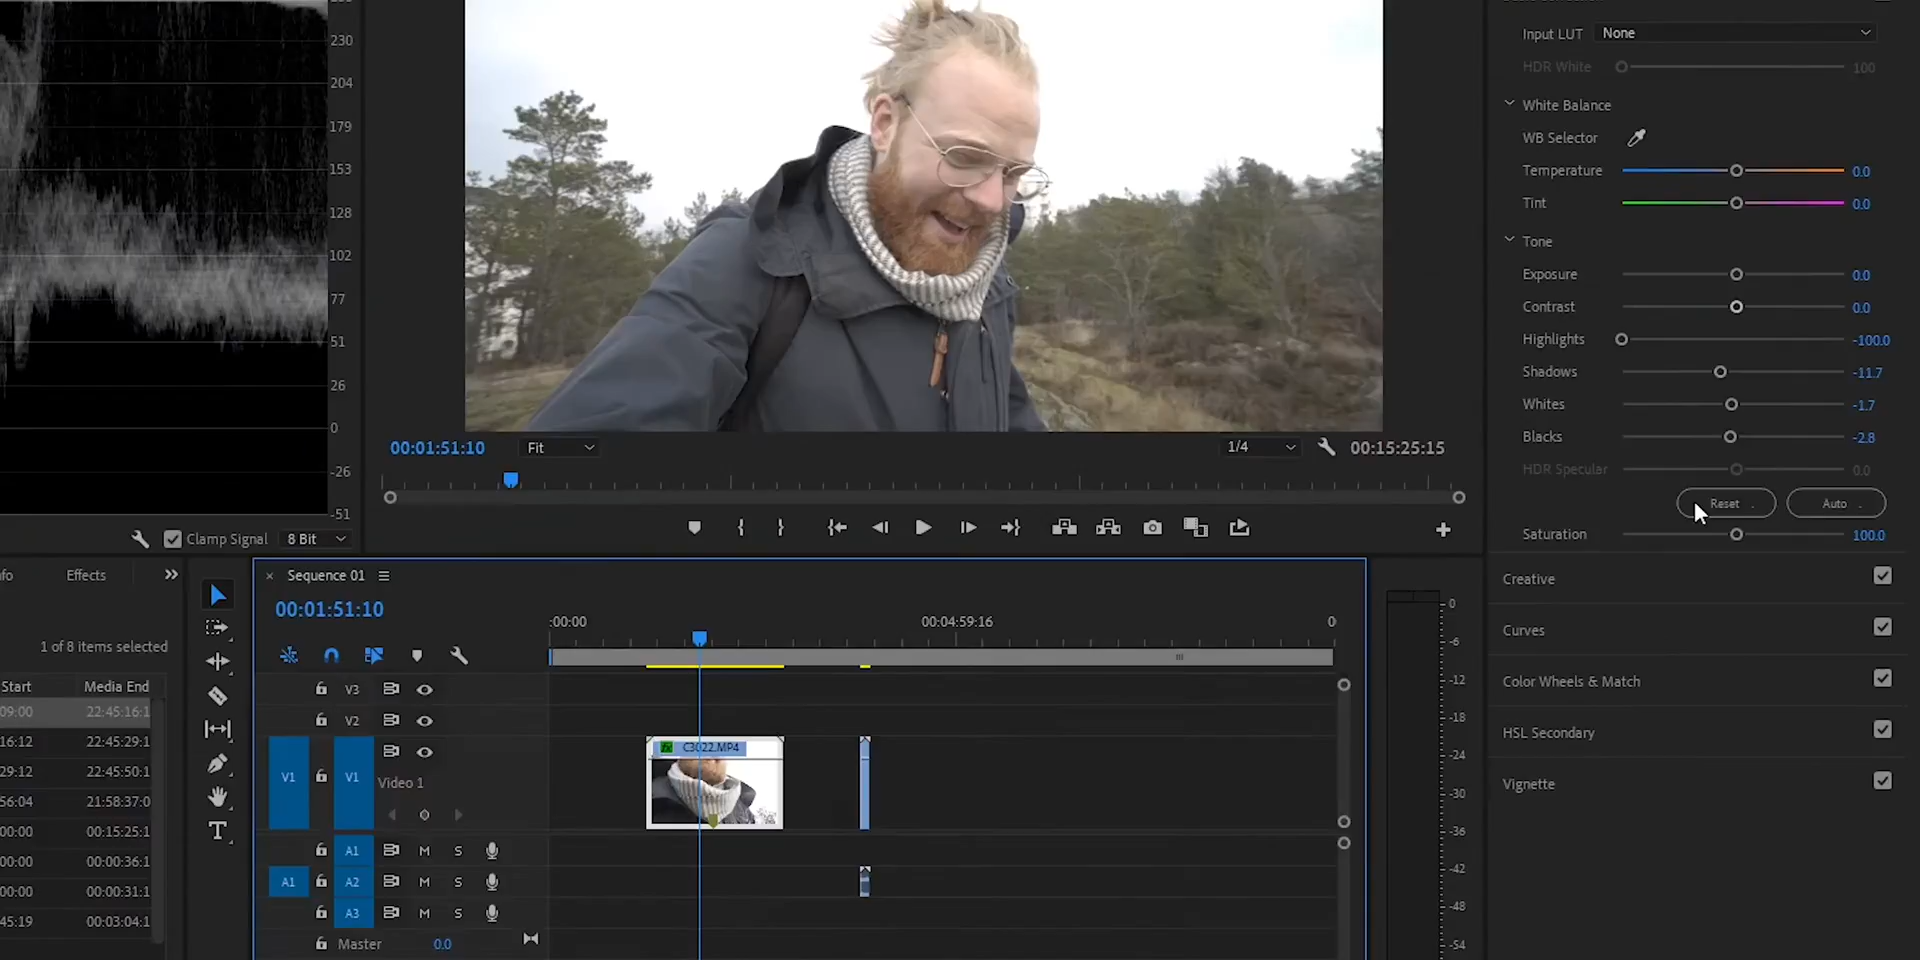 230
204
179
153
128
102
77
51
26
0
-26
-51
Clamp Signal
8 Bit
00:01:51:10
Fit
1/4
00:15:25:15
Input LUT
None
HDR White
100
White Balance
WB Selector
Temperature
0.0
Tint
0.0
Tone
Exposure
0.0
Contrast
0.0
Highlights
-100.0
Shadows
-11.7
Whites
-1.7
Blacks
-2.8
HDR Specular
0.0
Reset
Auto
Saturation
100.0
Creative
Curves
Color Wheels & Match
HSL Secondary
Vignette
fo
Effects
1 of 8 items selected
Start
Media End
09:00
22:45:16:1
16:12
22:45:29:1
29:12
22:45:50:1
56:04
21:58:37:0
00:00
00:15:25:1
00:00
00:00:36:1
00:00
00:00:31:1
45:19
00:03:04:1
Sequence 01
00:01:51:10
:00:00
00:04:59:16
0
V3
V2
V1
V1
Video 1
fx
C3022.MP4
A1
M
S
A1
A2
M
S
A3
M
S
Master
0.0
0
-6
-12
-18
-24
-30
-36
-42
-48
-54